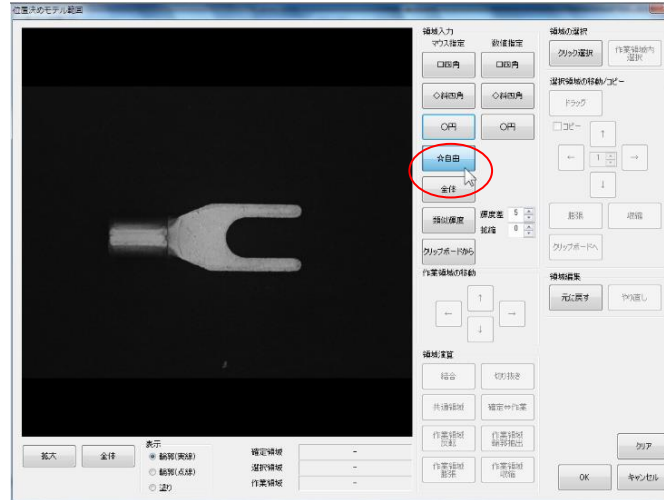 位置決めモデル範囲
領域入力
マウス指定 数値指定
□四角 □四角
◇斜四角 ◇斜四角
○円 ○円
☆自由
全体
類似輝度 輝度差 5
拡縮 0
クリップボードから
作業領域の移動
↑
← →
↓
領域演算
結合 切り抜き
共通領域 確定⇔作業
作業領域反転 作業領域輪郭抽出
作業領域膨張 作業領域収縮
領域の選択
クリック選択 作業領域内選択
選択領域の移動/コピー
ドラッグ
コピー
↑
← 1 →
↓
膨張 収縮
クリップボードへ
領域編集
元に戻す やり直し
クリア
OK キャンセル
拡大 全体
表示
輪郭(実線)
輪郭(点線)
塗り
確定領域 -
選択領域 -
作業領域 -